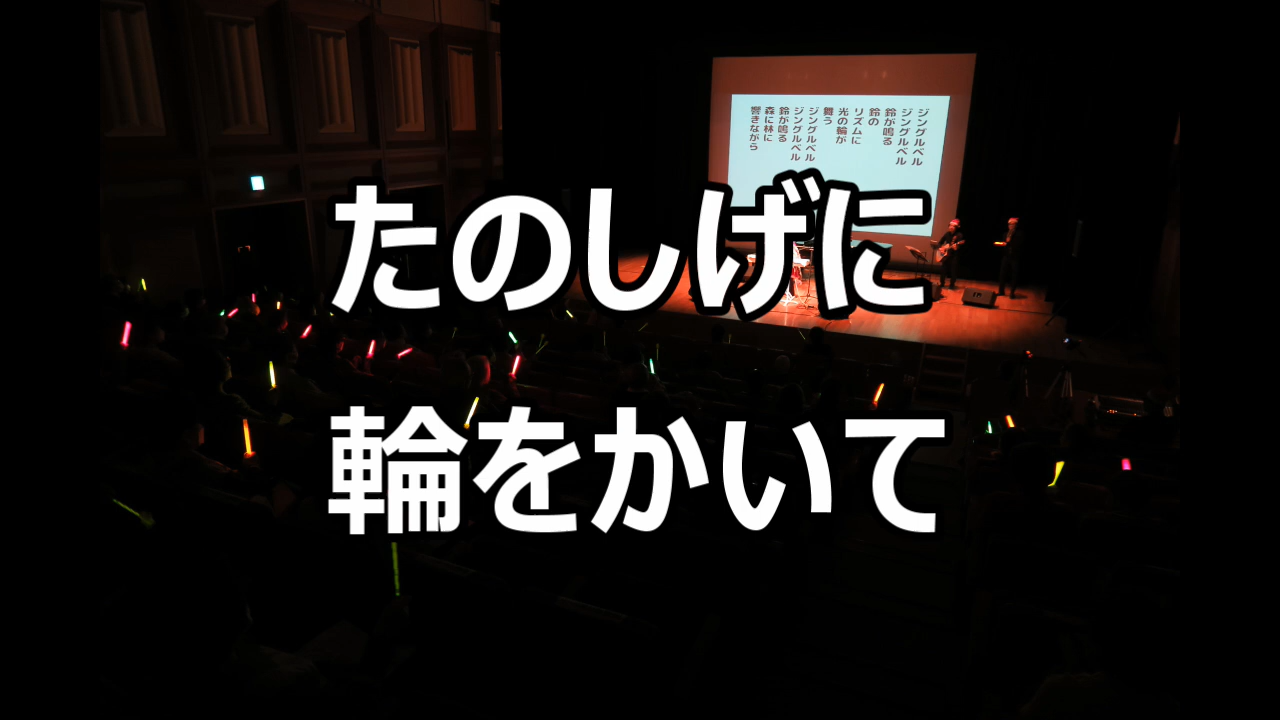 たのしげに
輪をかいて
ジングルベル
ジングルベル
鈴が鳴る
鈴の
リズムに
光の輪が
舞う
ジングルベル
ジングルベル
鈴が鳴る
森に林に
響きながら